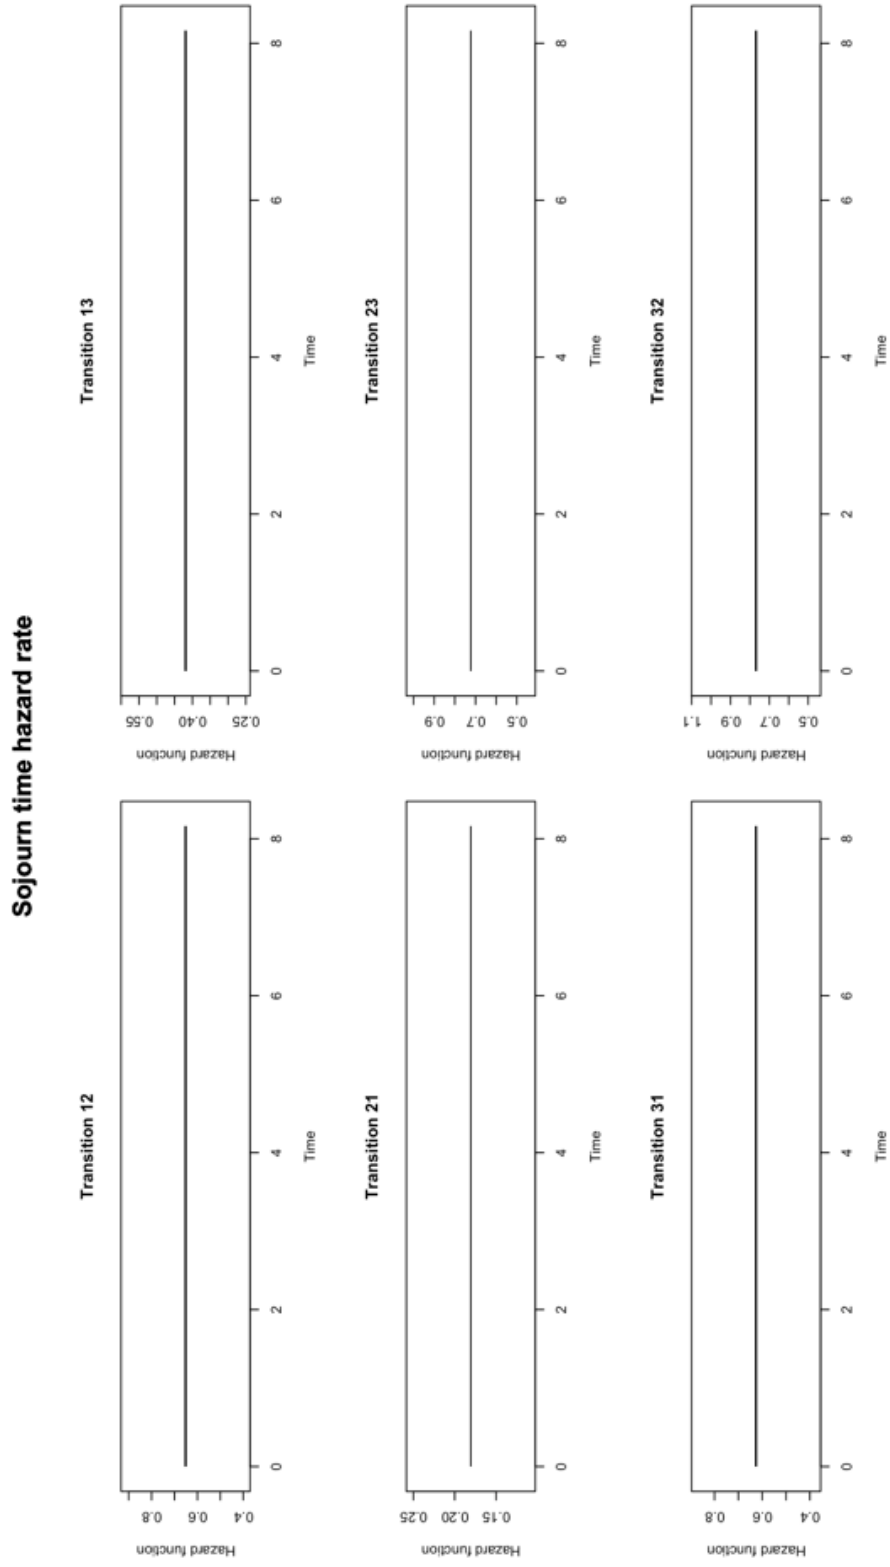 Sojourn time hazard rate
Transition 12
Hazard function
0.4
0.6
0.8
0 2 4 6 8
Time
Transition 13
Hazard function
0.25
0.40
0.55
0 2 4 6 8
Time
Transition 21
Hazard function
0.15
0.20
0.25
0 2 4 6 8
Time
Transition 23
Hazard function
0.5
0.7
0.9
0 2 4 6 8
Time
Transition 31
Hazard function
0.4
0.6
0.8
0 2 4 6 8
Time
Transition 32
Hazard function
0.5
0.7
0.9
1.1
0 2 4 6 8
Time